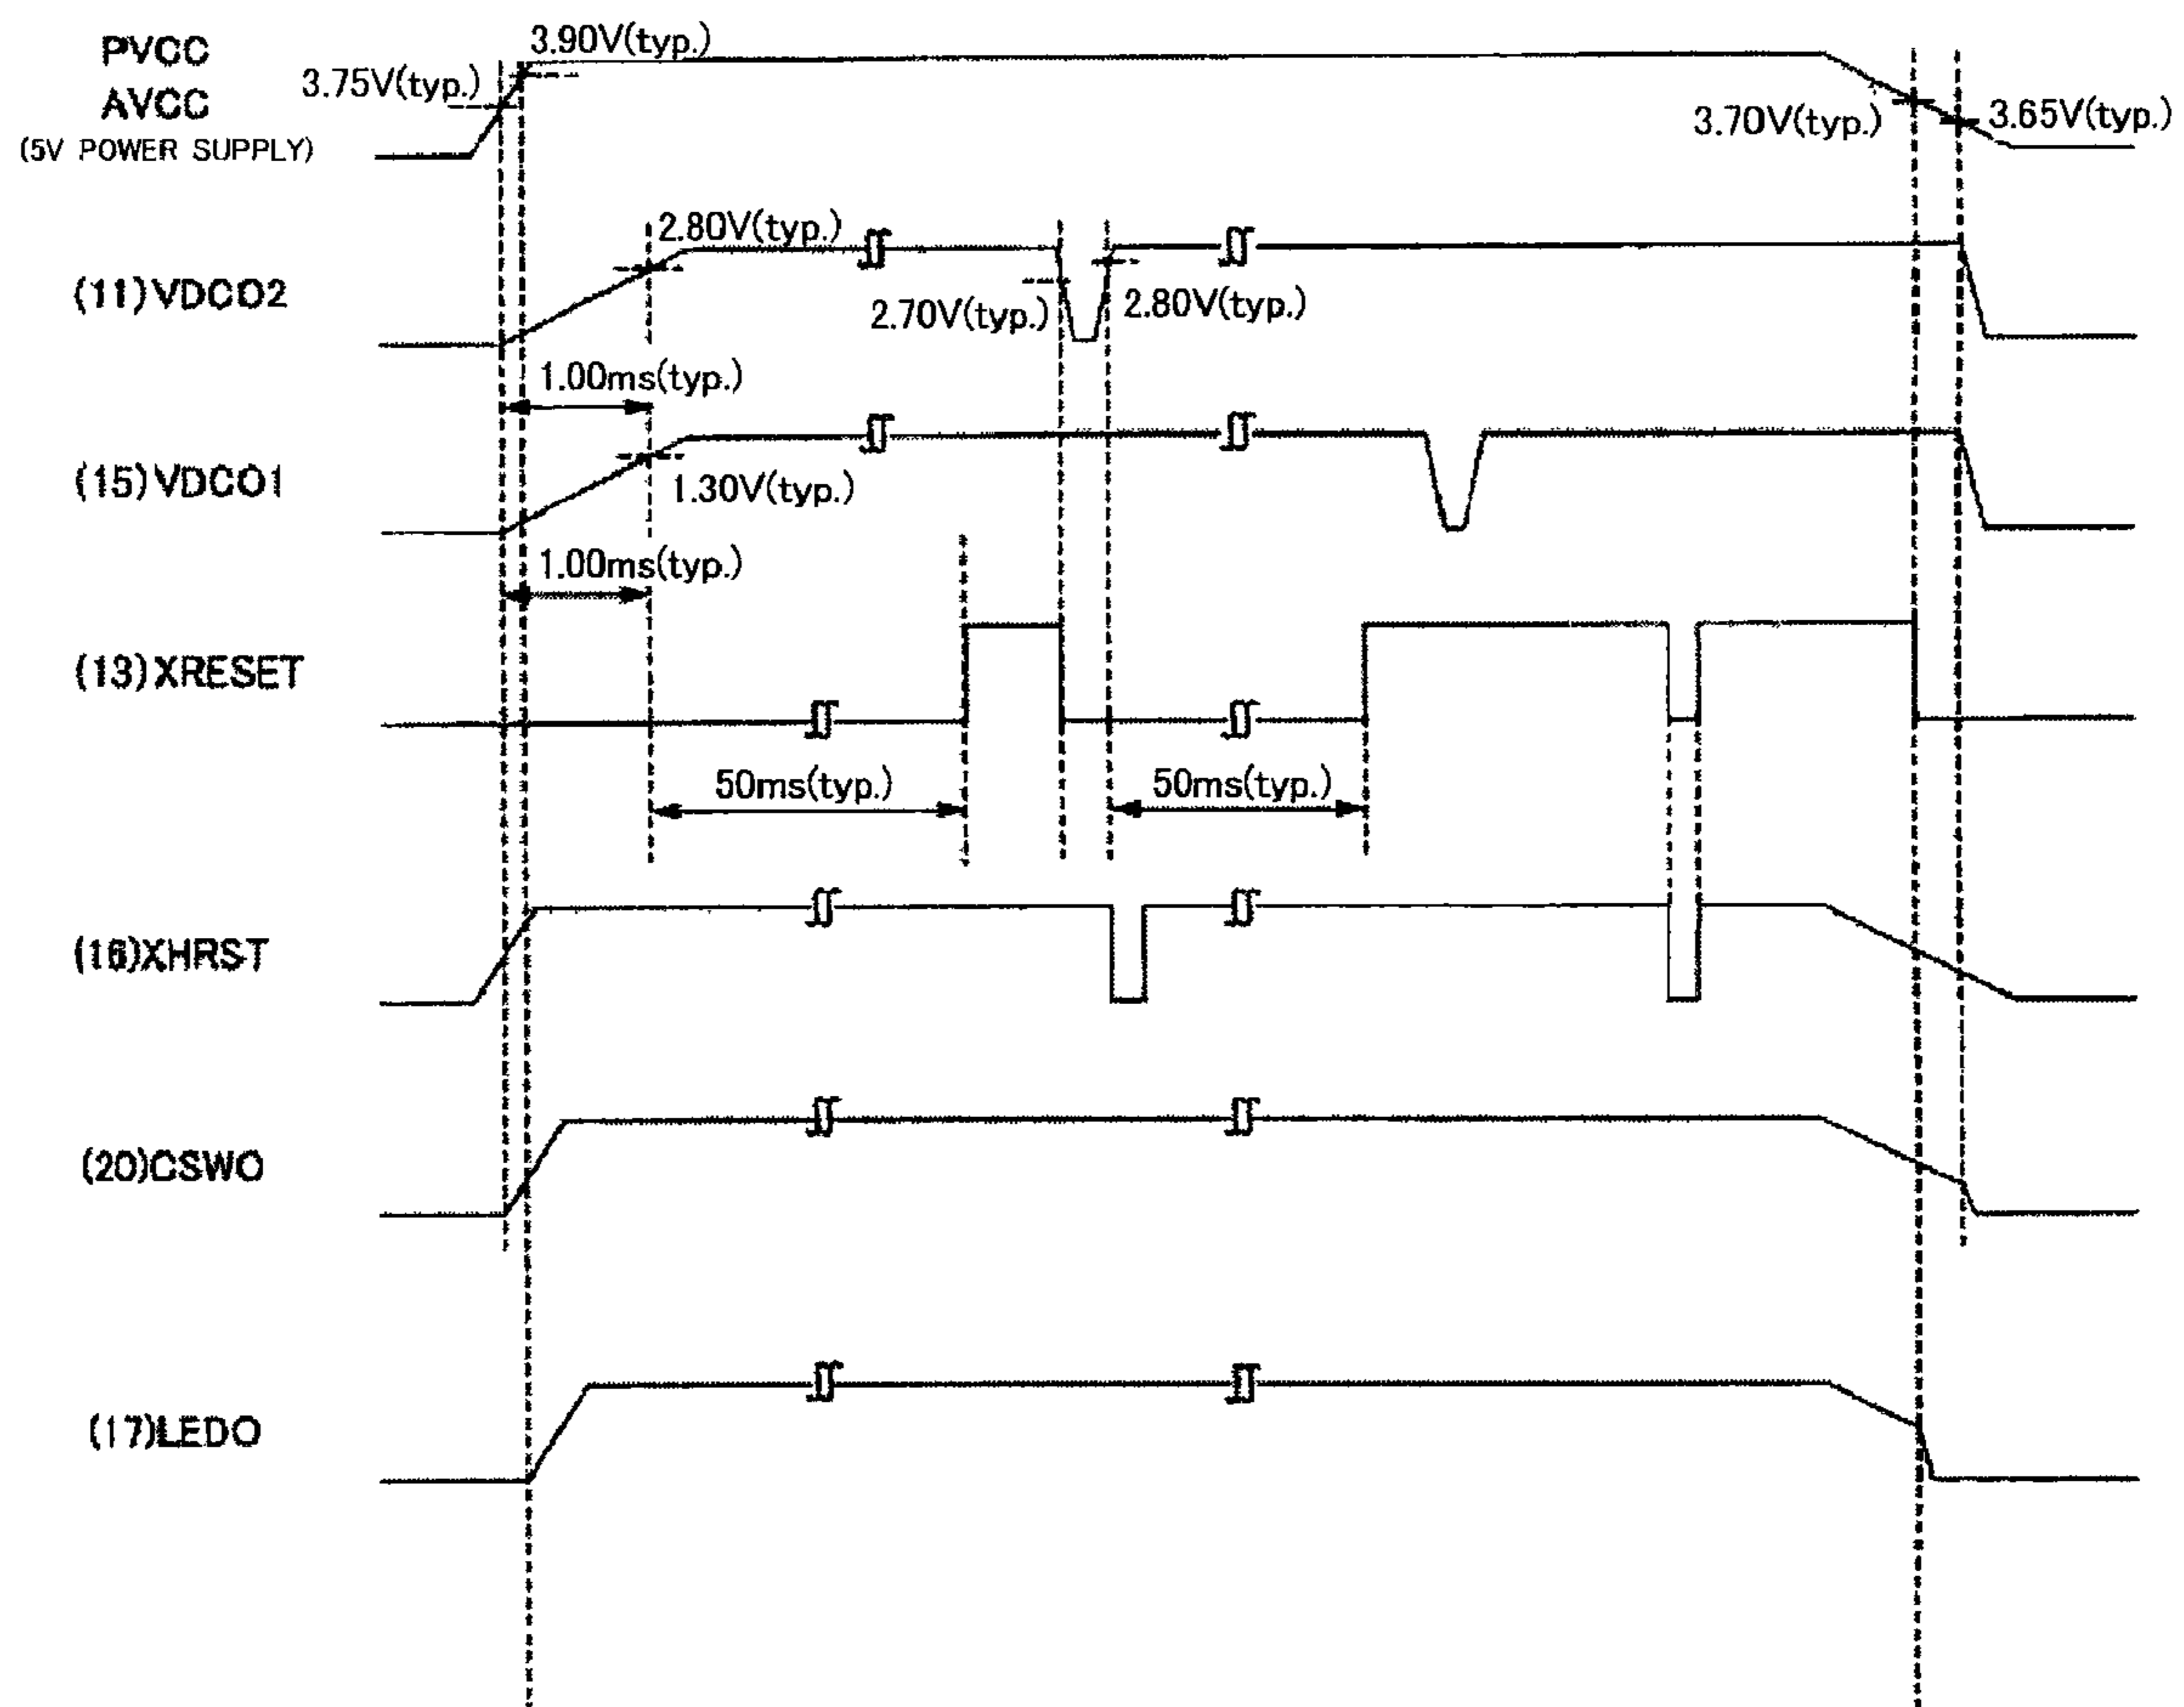 PVCC
AVCC
(5V POWER SUPPLY)
3.75V(typ.)
3.90V(typ.)
3.70V(typ.)
3.65V(typ.)
(11)VDCO2
2.80V(typ.)
2.70V(typ.)
2.80V(typ.)
1.00ms(typ.)
(15)VDCO1
1.30V(typ.)
1.00ms(typ.)
(13)XRESET
50ms(typ.)
50ms(typ.)
(16)XHRST
(20)CSWO
(17)LEDO